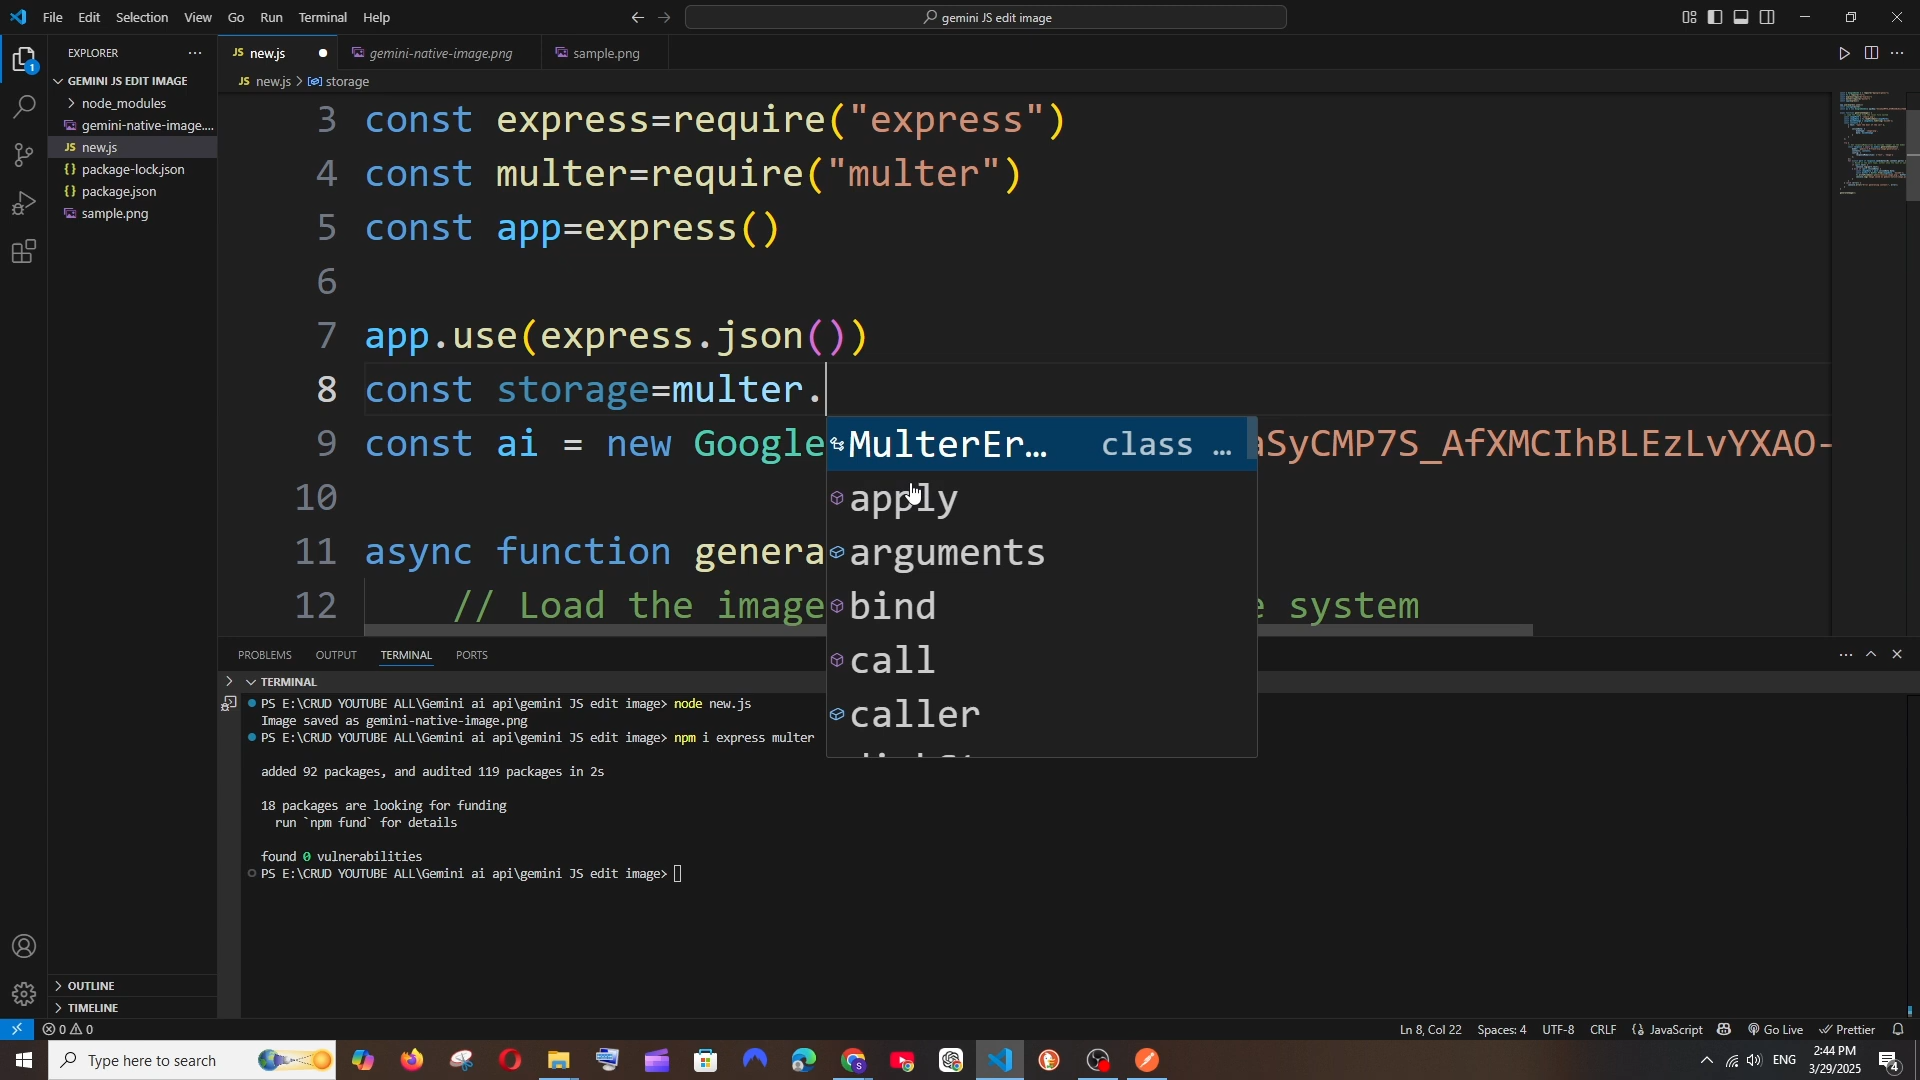 File Edit Selection View Go Run Terminal Help
gemini JS edit image
EXPLORER
GEMINI JS EDIT IMAGE
node_modules
gemini-native-image....
JS new.js
package-lock.json
package.json
sample.png
OUTLINE
TIMELINE
JS new.js gemini-native-image.png sample.png
JS new.js > storage
3 const express=require("express")
4 const multer=require("multer")
5 const app=express()
6
7 app.use(express.json())
8 const storage=multer.
9 const ai = new Google aSyCMP7S_AfXMCIhBLEzLvYXAO-
10
11 async function genera
12 // Load the image e system
MulterEr… class …
apply
arguments
bind
call
caller
PROBLEMS OUTPUT TERMINAL PORTS
TERMINAL
PS E:\CRUD YOUTUBE ALL\Gemini ai api\gemini JS edit image> node new.js
Image saved as gemini-native-image.png
PS E:\CRUD YOUTUBE ALL\Gemini ai api\gemini JS edit image> npm i express multer
added 92 packages, and audited 119 packages in 2s
18 packages are looking for funding
run `npm fund` for details
found 0 vulnerabilities
PS E:\CRUD YOUTUBE ALL\Gemini ai api\gemini JS edit image>
0 0 Ln 8, Col 22 Spaces: 4 UTF-8 CRLF {} JavaScript Go Live Prettier
Type here to search
ENG
2:44 PM
3/29/2025
4
1